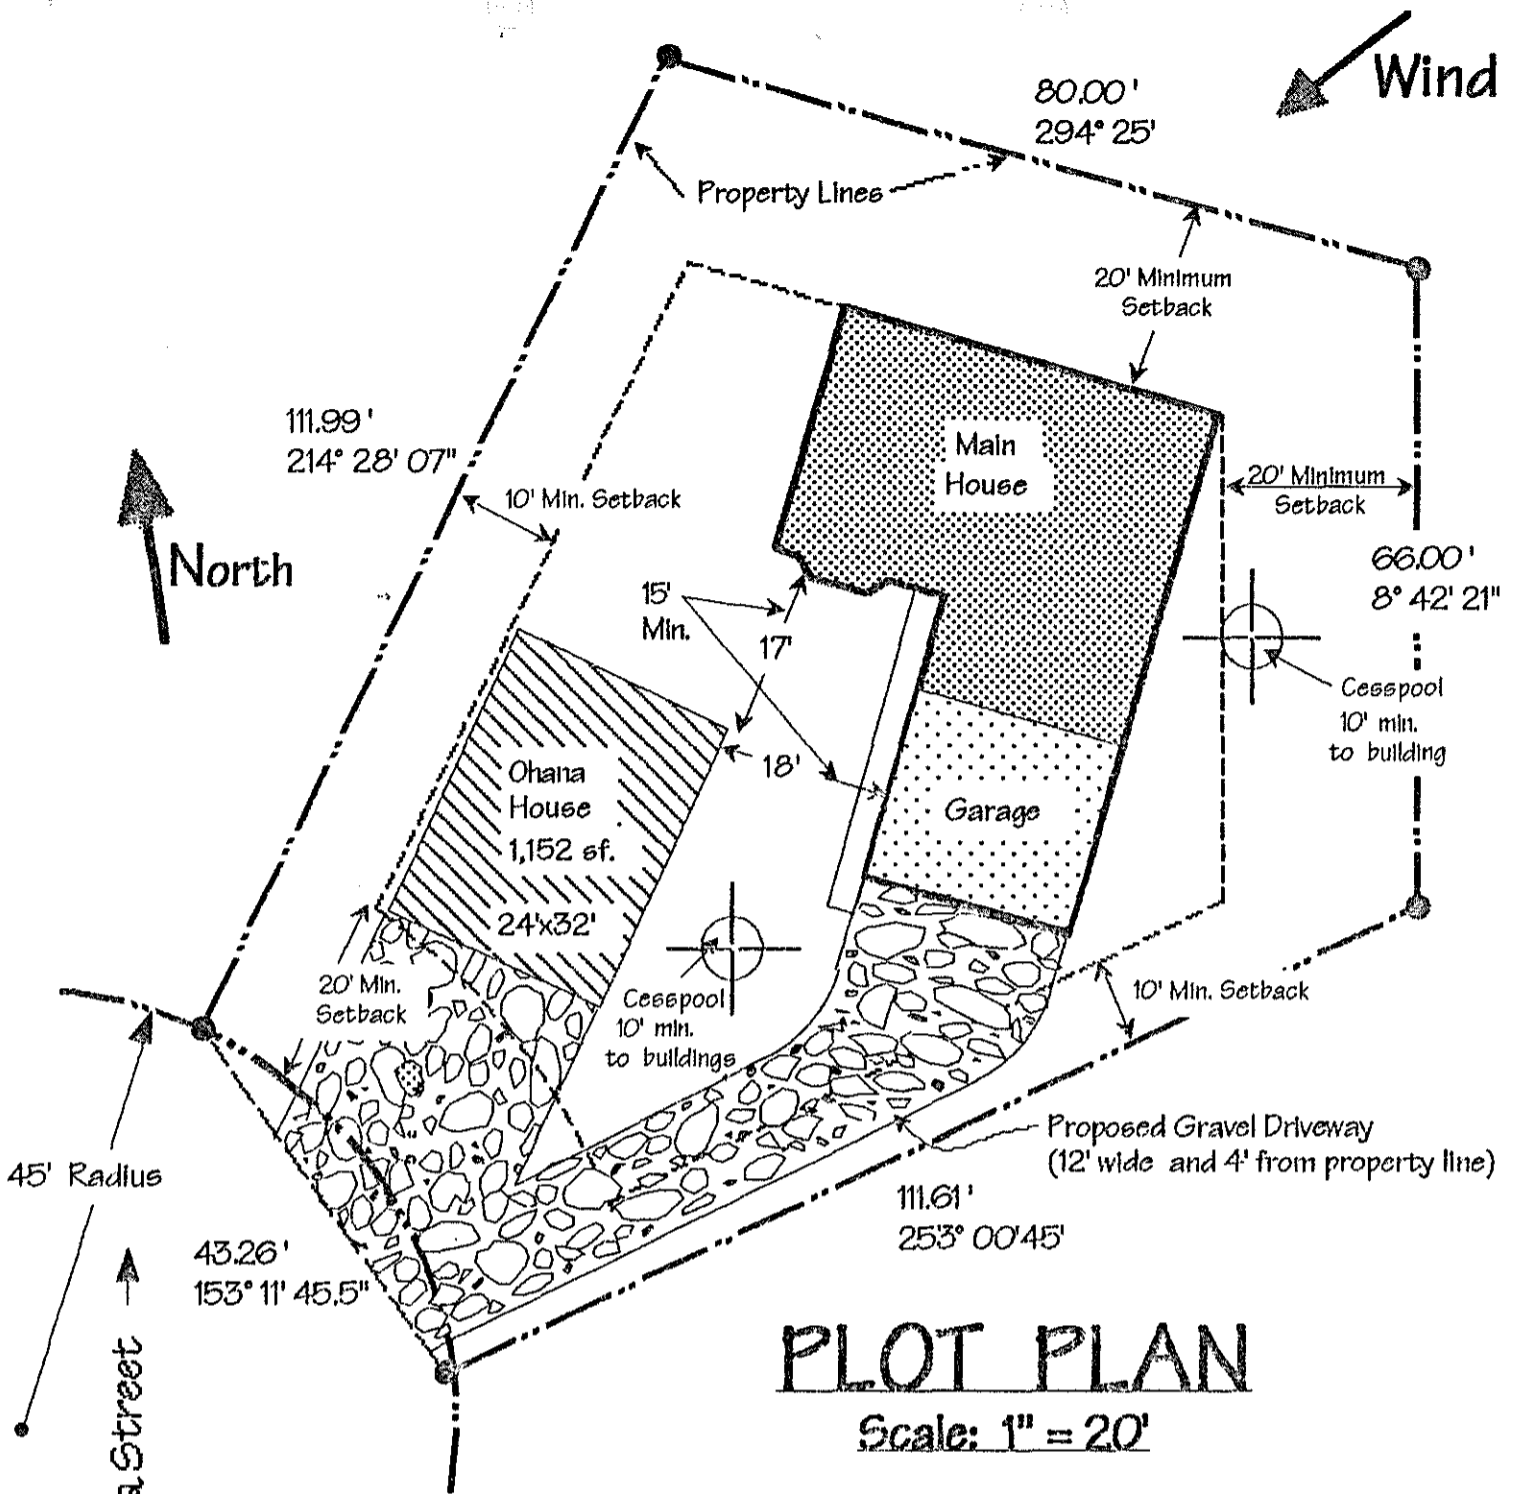 Wind
80.00'
294° 25'
Property Lines
20' Minimum
Setback
111.99'
214° 28' 07"
10' Min. Setback
Main
House
20' Minimum
Setback
North
66.00'
8° 42' 21"
15'
Min.
17'
Cesspool
10' min.
to building
18'
Ohana
House
1,152 sf.
Garage
24'x32'
20' Min.
Setback
Cesspool
10' min.
to buildings
10' Min. Setback
Proposed Gravel Driveway
(12' wide and 4' from property line)
45' Radius
111.61'
253° 00'45'
43.26'
153° 11' 45.5"
Street
PLOT PLAN
Scale: 1" = 20'